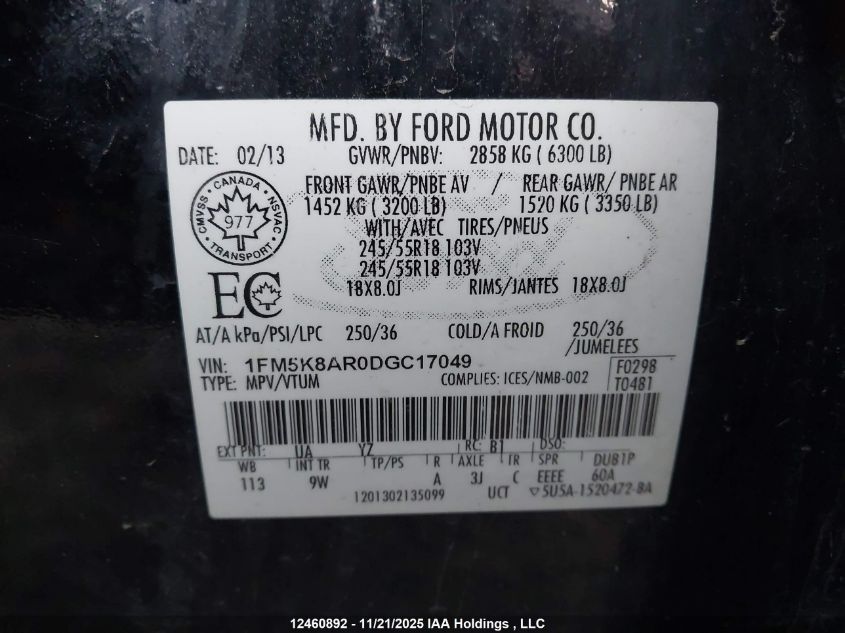 MFD. BY FORD MOTOR CO.
DATE: 02/13 GVWR/PNBV: 2858 KG ( 6300 LB)
FRONT GAWR/PNBE AV / REAR GAWR/ PNBE AR
1452 KG ( 3200 LB) 1520 KG ( 3350 LB)
WITH/AVEC TIRES/PNEUS
245/55R18 103V
245/55R18 103V
18X8.0J RIMS/JANTES 18X8.0J
CMVSS · CANADA · NSVAC
977
TRANSPORT
EC
AT/A kPa/PSI/LPC 250/36 COLD/A FROID 250/36
/JUMELEES
VIN: 1FM5K8AR0DGC17049 F0298
TYPE: MPV/VTUM COMPLIES: ICES/NMB-002 T0481
EXT PNT: UA YZ RC: B1 DSO:
WB INT TR TP/PS R AXLE TR SPR DUB1P
113 9W A 3J C EEEE 60A
1201302135099 UCT ▽5U5A-1520472-BA
12460892 - 11/21/2025 IAA Holdings , LLC